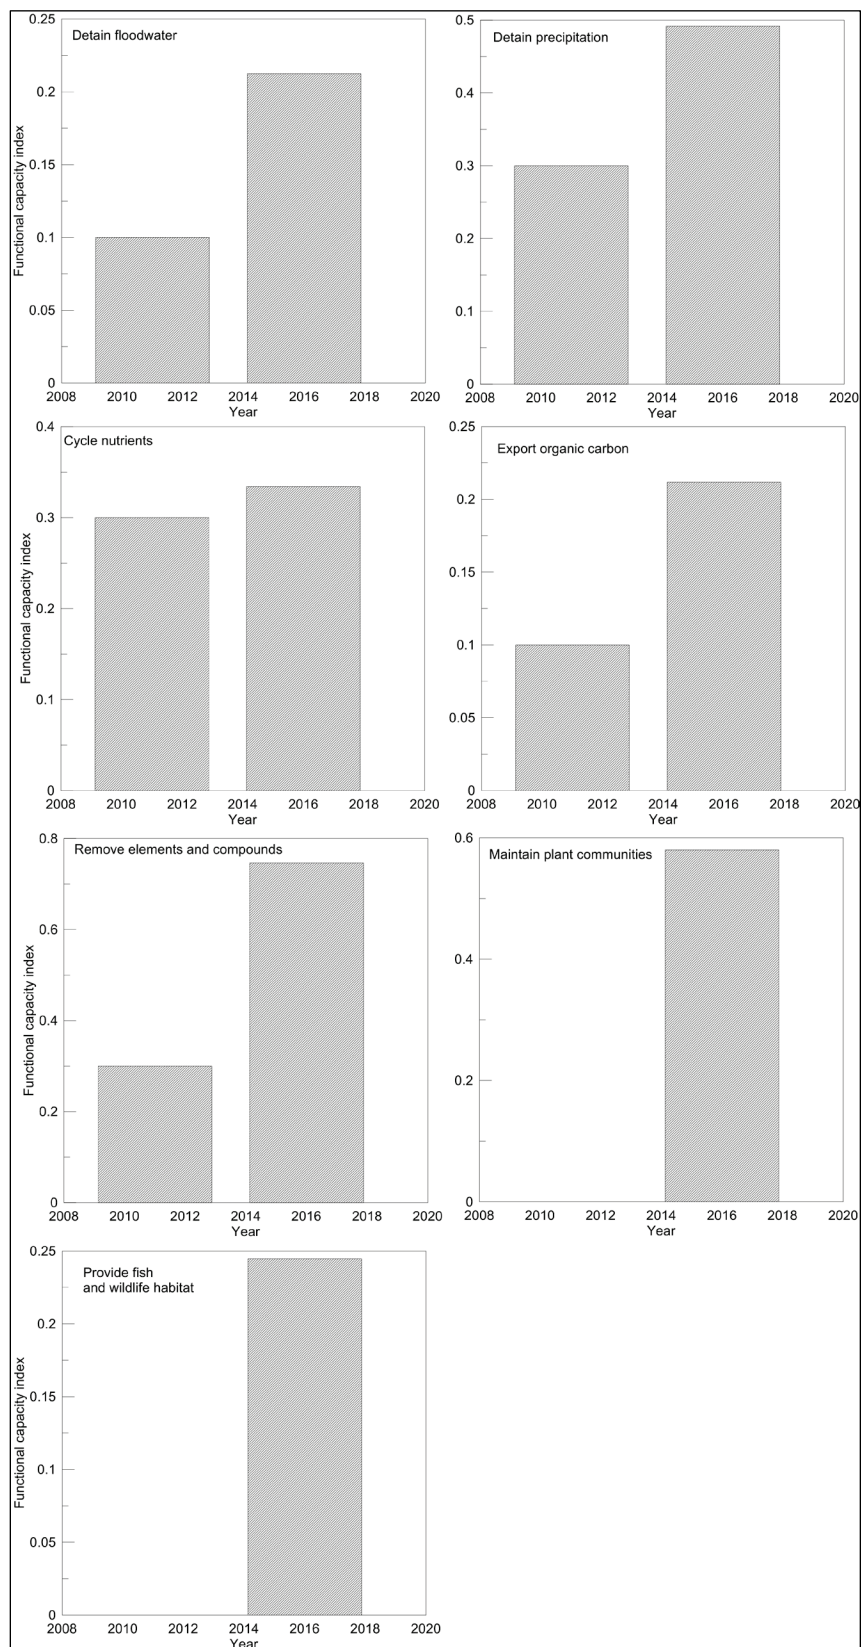 Detain floodwater
Functional capacity index
0.25
0.2
0.15
0.1
0.05
0
2008 2010 2012 2014 2016 2018 2020
Year
Detain precipitation
0.5
0.4
0.3
0.2
0.1
0
2008 2010 2012 2014 2016 2018 2020
Year
Cycle nutrients
Functional capacity index
0.4
0.3
0.2
0.1
0
2008 2010 2012 2014 2016 2018 2020
Year
Export organic carbon
0.25
0.2
0.15
0.1
0.05
0
2008 2010 2012 2014 2016 2018 2020
Year
Remove elements and compounds
Functional capacity index
0.8
0.6
0.4
0.2
0
2008 2010 2012 2014 2016 2018 2020
Year
Maintain plant communities
0.6
0.4
0.2
0
2008 2010 2012 2014 2016 2018 2020
Year
Provide fish
and wildlife habitat
Functional capacity index
0.25
0.2
0.15
0.1
0.05
0
2008 2010 2012 2014 2016 2018 2020
Year